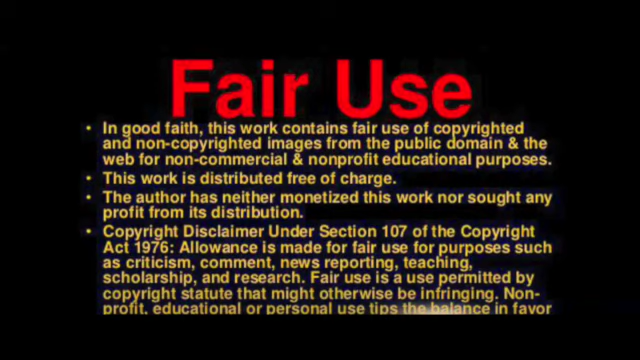 Fair Use
• In good faith, this work contains fair use of copyrighted
and non-copyrighted images from the public domain & the
web for non-commercial & nonprofit educational purposes.
• This work is distributed free of charge.
• The author has neither monetized this work nor sought any
profit from its distribution.
• Copyright Disclaimer Under Section 107 of the Copyright
Act 1976: Allowance is made for fair use for purposes such
as criticism, comment, news reporting, teaching,
scholarship, and research. Fair use is a use permitted by
copyright statute that might otherwise be infringing. Non-
profit, educational or personal use tips the balance in favor